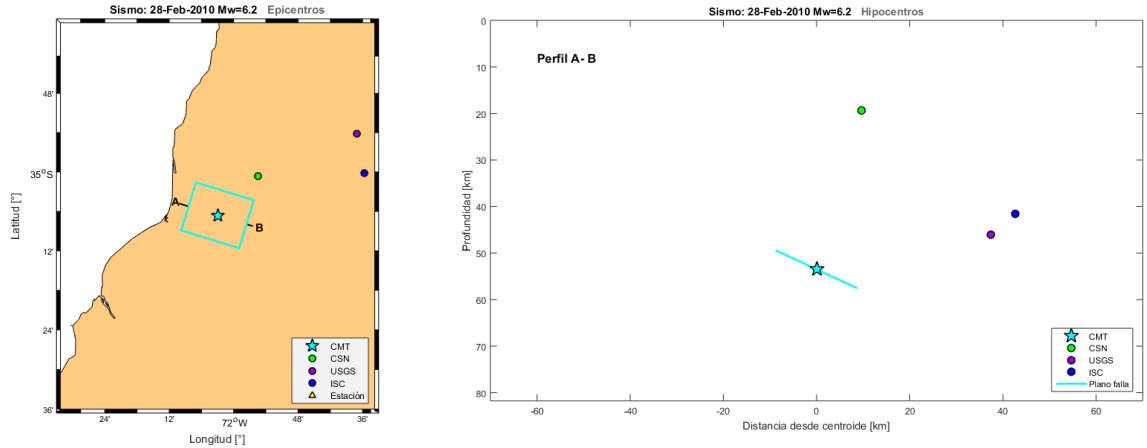 Sismo: 28-Feb-2010 Mw=6.2 Epicentros
48'
35°S
12'
24'
36'
Latitud [°]
A
B
CMT
CSN
USGS
ISC
Estación
24'
12'
72°W
48'
36'
Longitud [°]
Sismo: 28-Feb-2010 Mw=6.2 Hipocentros
Perfil A- B
0
10
20
30
40
50
60
70
80
Profundidad [km]
CMT
CSN
USGS
ISC
Plano falla
-60
-40
-20
0
20
40
60
Distancia desde centroide [km]